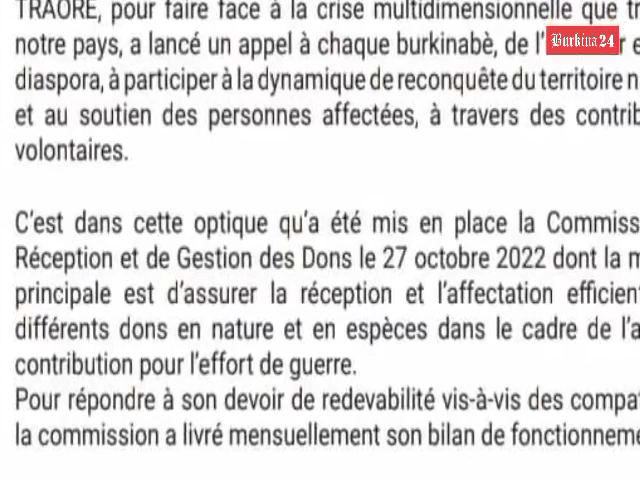 TRAORE, pour faire face à la crise multidimensionnelle que tr
notre pays, a lancé un appel à chaque burkinabè, de l' r e
Burkina 24
diaspora, à participer à la dynamique de reconquête du territoire n
et au soutien des personnes affectées, à travers des contrib
volontaires.
C'est dans cette optique qu'a été mis en place la Commiss
Réception et de Gestion des Dons le 27 octobre 2022 dont la m
principale est d'assurer la réception et l'affectation efficien
différents dons en nature et en espèces dans le cadre de l'a
contribution pour l'effort de guerre.
Pour répondre à son devoir de redevabilité vis-à-vis des compat
la commission a livré mensuellement son bilan de fonctionneme